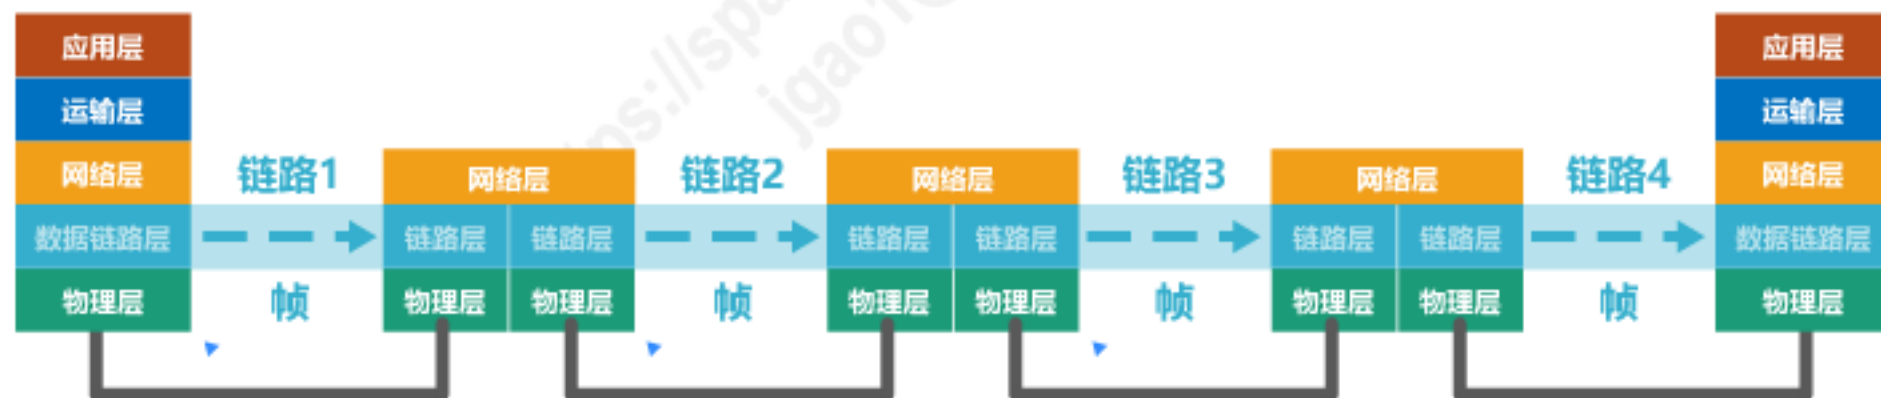 应用层
运输层
网络层
数据链路层
物理层
链路1
帧
网络层
链路层 链路层
物理层 物理层
链路2
帧
网络层
链路层 链路层
物理层 物理层
链路3
帧
网络层
链路层 链路层
物理层 物理层
链路4
帧
应用层
运输层
网络层
数据链路层
物理层